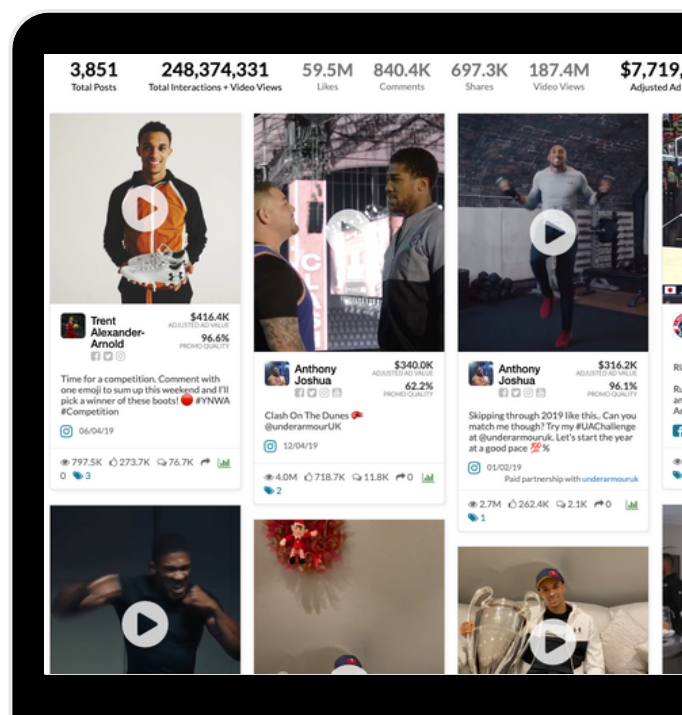 3,851 248,374,331 59.5M 840.4K 697.3K 187.4M $7,719,
Total Posts Total Interactions + Video Views Likes Comments Shares Video Views Adjusted Ad
Trent
Alexander-
Arnold
$416.4K
ADJUSTED AD VALUE
96.6%
PROMO QUALITY
Time for a competition. Comment with
one emoji to sum up this weekend and I'll
pick a winner of these boots! 🔴 #YNWA
#Competition
06/04/19
797.5K 273.7K 76.7K
0 3
Anthony
Joshua
$340.0K
ADJUSTED AD VALUE
62.2%
PROMO QUALITY
Clash On The Dunes 🥊
@underarmourUK
12/04/19
4.0M 718.7K 11.8K 0
2
Anthony
Joshua
$316.2K
ADJUSTED AD VALUE
96.1%
PROMO QUALITY
Skipping through 2019 like this.. Can you
match me though? Try my #UAChallenge
at @underarmouruk. Let's start the year
at a good pace 💯%
01/02/19
Paid partnership with underarmouruk
2.7M 262.4K 2.1K 0
1